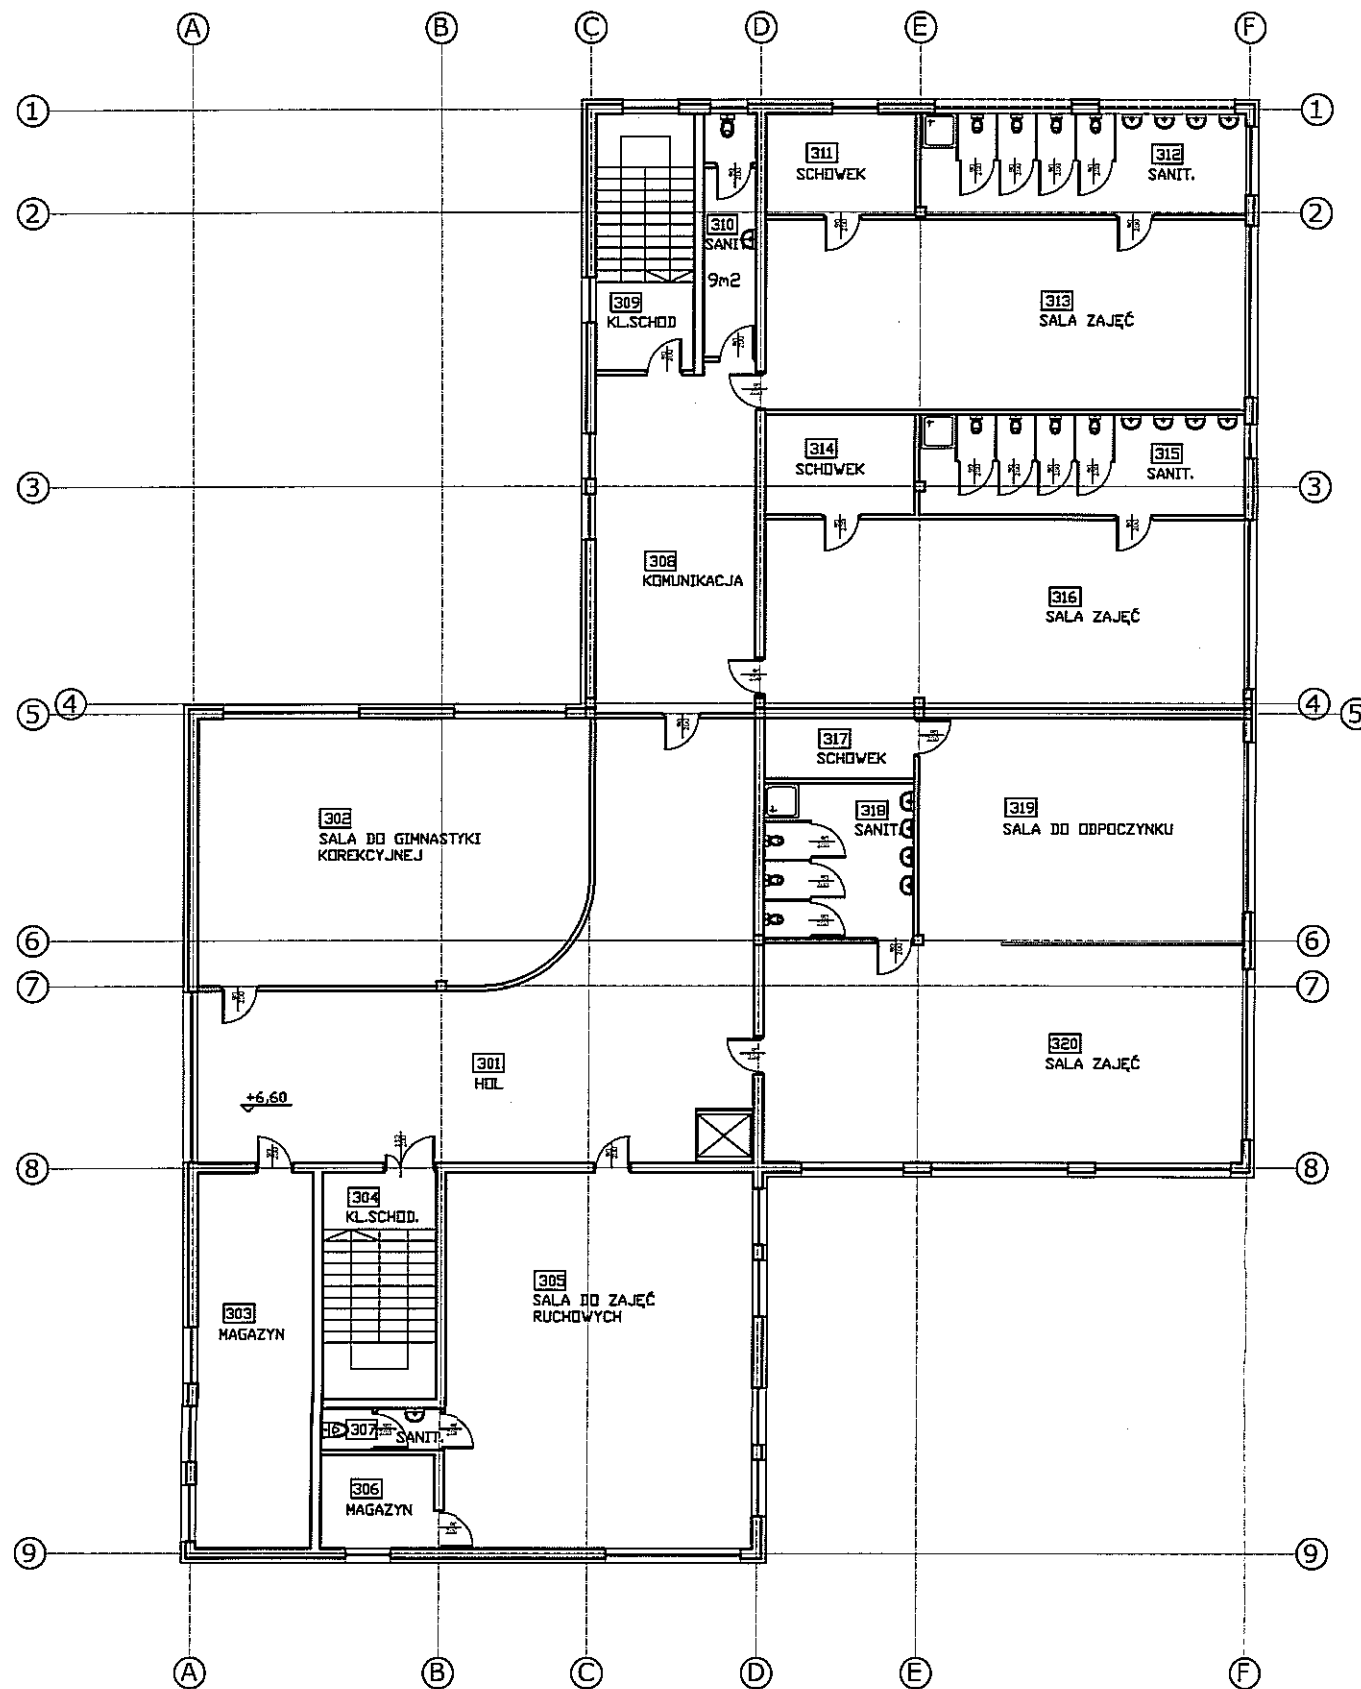 A B C D E F
1 1
311
SCHOWEK
312
SANIT.
2 2
310
SANIT.
9m2
309
KL.SCHOD
313
SALA ZAJĘĆ
314
SCHOWEK
315
SANIT.
3 3
308
KOMUNIKACJA
316
SALA ZAJĘĆ
4 4
5 5
317
SCHOWEK
302
SALA DO GIMNASTYKI
KOREKCYJNEJ
318
SANIT.
319
SALA DO ODPOCZYNKU
6 6
7 7
301
HOL
320
SALA ZAJĘĆ
+6,60
8 8
304
KL.SCHOD.
305
SALA DO ZAJĘĆ
RUCHOWYCH
303
MAGAZYN
307
SANIT.
306
MAGAZYN
9 9
A B C D E F